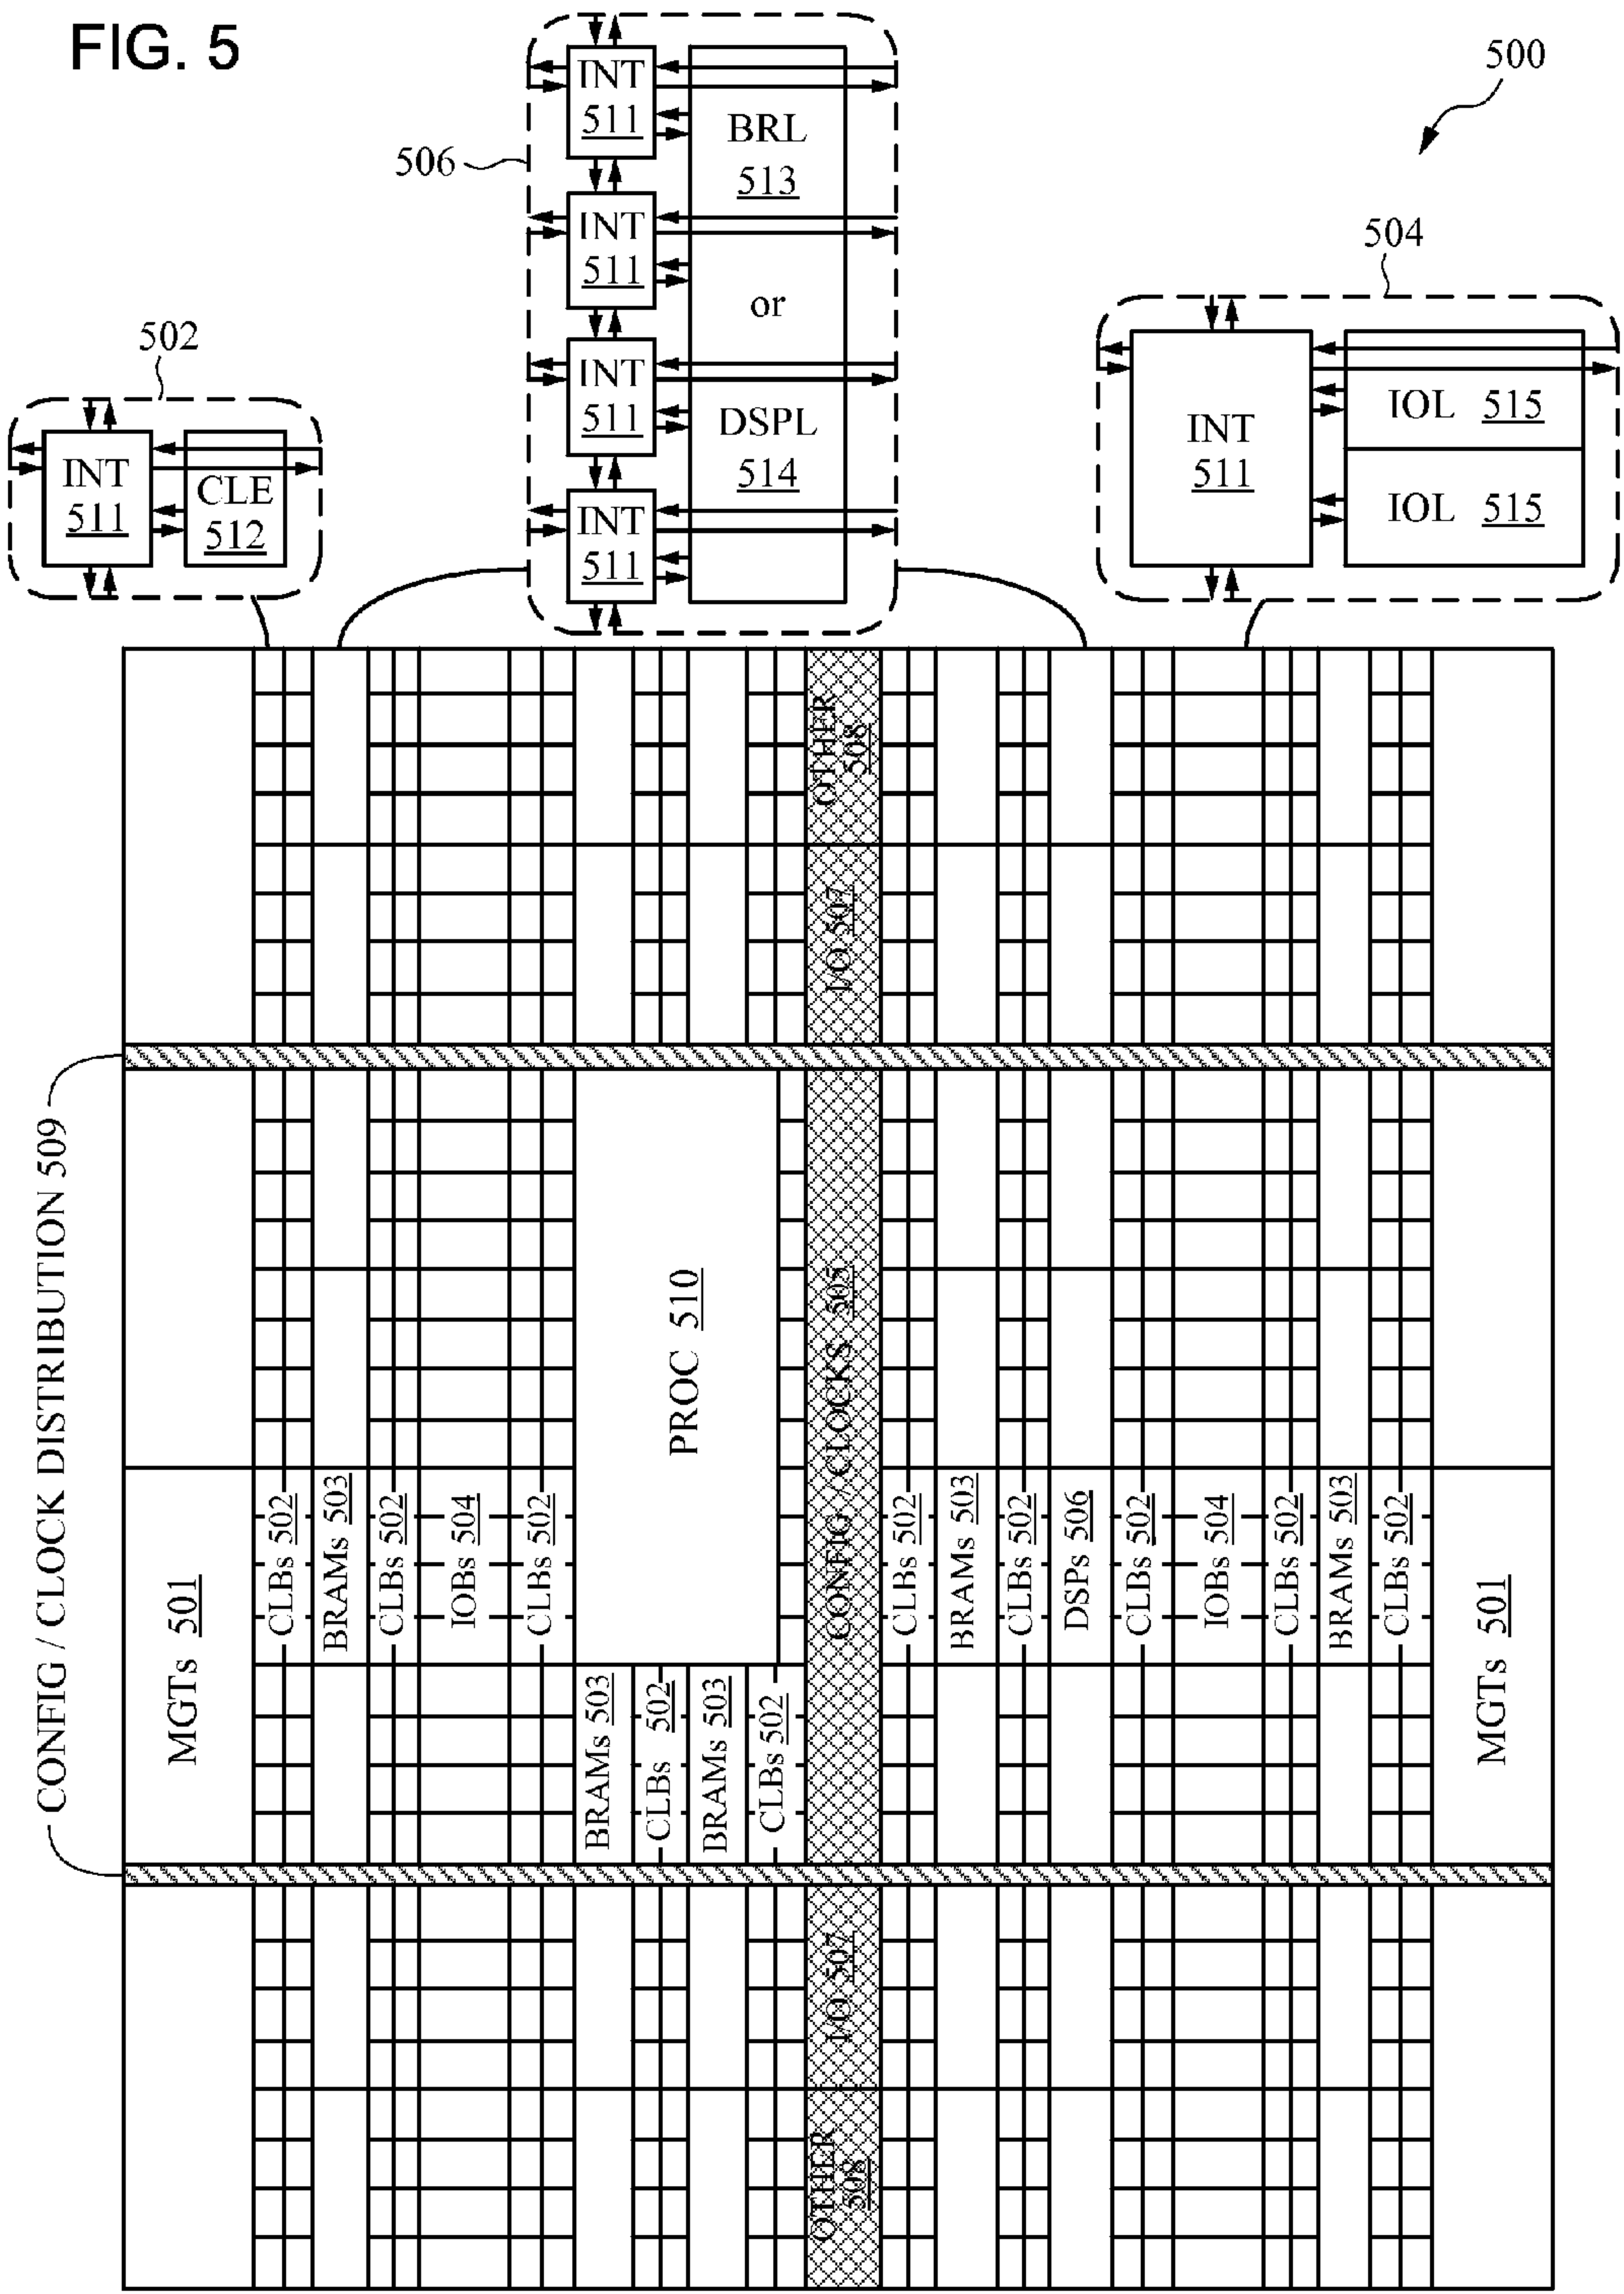 FIG. 5
500
506
INT
511
INT
511
INT
511
INT
511
BRL
513
or
DSPL
514
502
INT
511
CLE
512
504
INT
511
IOL 515
IOL 515
CONFIG / CLOCK DISTRIBUTION 509
OTHER
508
I/O 507
MGTs 501
CLBs 502
BRAMs 503
CLBs 502
IOBs 504
CLBs 502
PROC 510
BRAMs 503
CLBs 502
BRAMs 503
CLBs 502
CONFIG / CLOCKS 505
CLBs 502
BRAMs 503
CLBs 502
DSPs 506
CLBs 502
IOBs 504
CLBs 502
BRAMs 503
CLBs 502
MGTs 501
I/O 507
OTHER
508